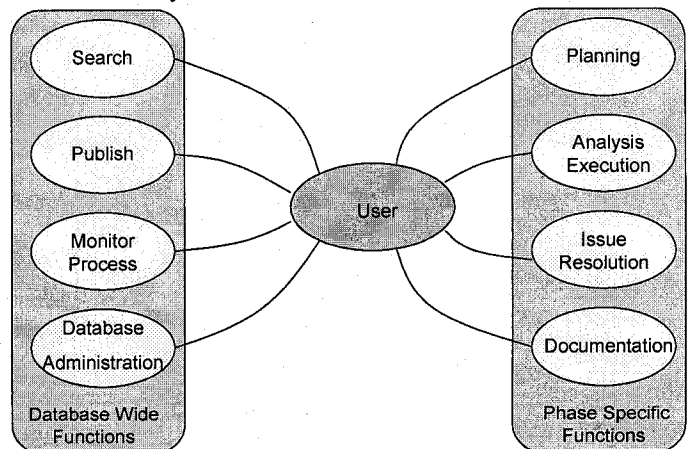 Search
Publish
Monitor
Process
Database
Administration
Database Wide
Functions
User
Planning
Analysis
Execution
Issue
Resolution
Documentation
Phase Specific
Functions